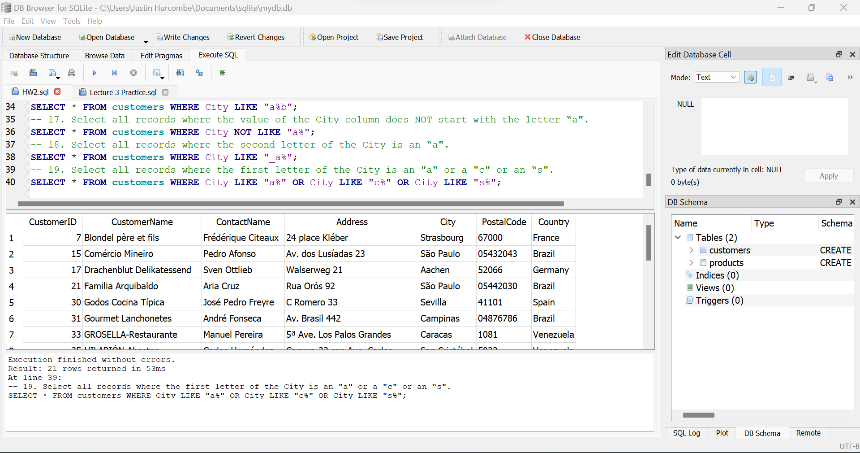 DB Browser for SQLite - C:\Users\Justin Hurcombe\Documents\sqlite\mydb.db
File Edit View Tools Help
New Database Open Database Write Changes Revert Changes Open Project Save Project Attach Database Close Database
Database Structure Browse Data Edit Pragmas Execute SQL
HW2.sql Lecture 3 Practice.sql
34 SELECT * FROM customers WHERE City LIKE "a%b";
35 -- 17. Select all records where the value of the City column does NOT start with the letter "a".
36 SELECT * FROM customers WHERE City NOT LIKE "a%";
37 -- 18. Select all records where the second letter of the City is an "a".
38 SELECT * FROM customers WHERE City LIKE "_a%";
39 -- 19. Select all records where the first letter of the City is an "a" or a "c" or an "s".
40 SELECT * FROM customers WHERE City LIKE "a%" OR City LIKE "c%" OR City LIKE "s%";
CustomerID CustomerName ContactName Address City PostalCode Country
1 7 Blondel père et fils Frédérique Citeaux 24 place Kléber Strasbourg 67000 France
2 15 Comércio Mineiro Pedro Afonso Av. dos Lusíadas 23 São Paulo 05432043 Brazil
3 17 Drachenblut Delikatessend Sven Ottlieb Walserweg 21 Aachen 52066 Germany
4 21 Familia Arquibaldo Aria Cruz Rua Orós 92 São Paulo 05442030 Brazil
5 30 Godos Cocina Típica José Pedro Freyre C Romero 33 Sevilla 41101 Spain
6 31 Gourmet Lanchonetes André Fonseca Av. Brasil 442 Campinas 04876786 Brazil
7 33 GROSELLA-Restaurante Manuel Pereira 5ª Ave. Los Palos Grandes Caracas 1081 Venezuela
Execution finished without errors.
Result: 21 rows returned in 53ms
At line 39:
-- 19. Select all records where the first letter of the City is an "a" or a "c" or an "s".
SELECT * FROM customers WHERE City LIKE "a%" OR City LIKE "c%" OR City LIKE "s%";
Edit Database Cell
Mode: Text
NULL
Type of data currently in cell: NULL
0 byte(s)
Apply
DB Schema
Name Type Schema
Tables (2)
customers CREATE
products CREATE
Indices (0)
Views (0)
Triggers (0)
SQL Log Plot DB Schema Remote
UTF-8